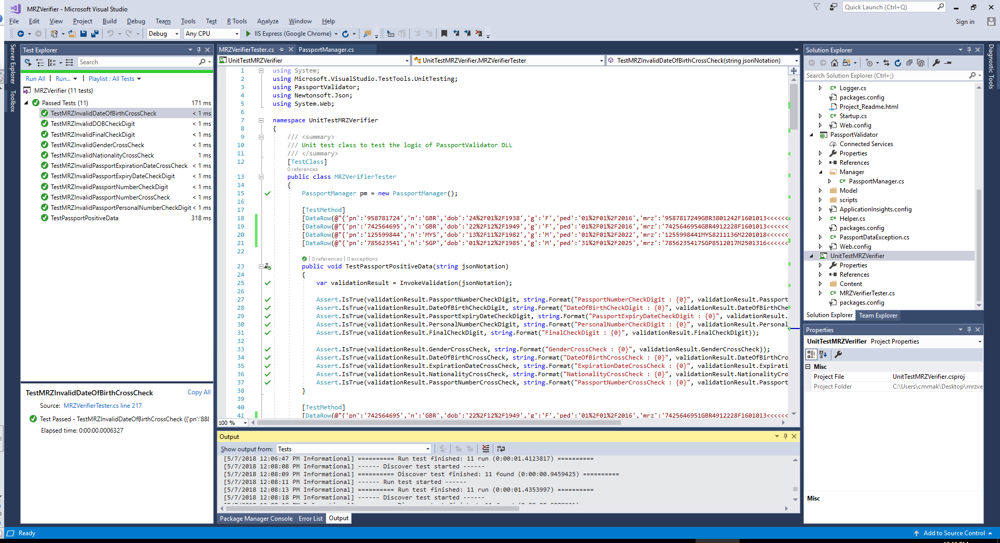 MRZVerifier - Microsoft Visual Studio
Quick Launch (Ctrl+Q)
File Edit View Project Build Debug Team Tools Test R Tools Analyze Window Help
Sign in
Debug Any CPU IIS Express (Google Chrome)
Server Explorer
Toolbox
Test Explorer
Search
Run All | Run... | Playlist : All Tests
MRZVerifier (11 tests)
Passed Tests (11) 171 ms
TestMRZInvalidDateOfBirthCrossCheck < 1 ms
TestMRZInvalidDOBCheckDigit < 1 ms
TestMRZInvalidFinalCheckDigit < 1 ms
TestMRZInvalidGenderCrossCheck < 1 ms
TestMRZInvalidNationalityCrossCheck 1 ms
TestMRZInvalidPassportExpirationDateCrossCheck < 1 ms
TestMRZInvalidPassportExpiryDateCheckDigit < 1 ms
TestMRZInvalidPassportNumberCheckDigit < 1 ms
TestMRZInvalidPassportNumberCrossCheck < 1 ms
TestMRZInvalidPassportPersonalNumberCheckDigit < 1 ms
TestPassportPositiveData 318 ms
TestMRZInvalidDateOfBirthCrossCheck Copy All
Source: MRZVerifierTester.cs line 217
Test Passed - TestMRZInvalidDateOfBirthCrossCheck ({'pn':'888
Elapsed time: 0:00:00.0006327
MRZVerifierTester.cs PassportManager.cs
UnitTestMRZVerifier UnitTestMRZVerifier.MRZVerifierTester TestMRZInvalidDateOfBirthCrossCheck(string jsonNotation)
1 using System;
2 using Microsoft.VisualStudio.TestTools.UnitTesting;
3 using PassportValidator;
4 using Newtonsoft.Json;
5 using System.Web;
6
7 namespace UnitTestMRZVerifier
8 {
9 /// <summary>
10 /// Unit test class to test the logic of PassportValidator DLL
11 /// </summary>
12 [TestClass]
0 references
13 public class MRZVerifierTester
14 {
15 PassportManager pm = new PassportManager();
16
17 [TestMethod]
18 [DataRow(@"{'pn':'958781724','n':'GBR','dob':'24%2F01%2F1938','g':'F','ped':'01%2F01%2F2016','mrz':'9587817249GBR3801242F1601013<<<<<<
19 [DataRow(@"{'pn':'742564695','n':'GBR','dob':'22%2F12%2F1949','g':'F','ped':'01%2F01%2F2016','mrz':'7425646954GBR4912228F1601013<<<<<<
20 [DataRow(@"{'pn':'125599844','n':'MYS','dob':'13%2F11%2F1982','g':'M','ped':'01%2F01%2F2022','mrz':'1255998441MYS8211136M2201018<<<<<<
21 [DataRow(@"{'pn':'785623541','n':'SGP','dob':'01%2F12%2F1985','g':'M','ped':'31%2F01%2F2025','mrz':'7856235417SGP8512017M2501316<<<<<<
22
0 references | 0 exceptions
23 public void TestPassportPositiveData(string jsonNotation)
24 {
25 var validationResult = InvokeValidation(jsonNotation);
26
27 Assert.IsTrue(validationResult.PassportNumberCheckDigit, string.Format("PassportNumberCheckDigit : {0}", validationResult.Passport
28 Assert.IsTrue(validationResult.DateOfBirthCheckDigit, string.Format("DateOfBirthCheckDigit : {0}", validationResult.DateOfBirthChe
29 Assert.IsTrue(validationResult.PassportExpiryDateCheckDigit, string.Format("PassportExpiryDateCheckDigit : {0}", validationResult.
30 Assert.IsTrue(validationResult.PersonalNumberCheckDigit, string.Format("PersonalNumberCheckDigit : {0}", validationResult.Personal
31 Assert.IsTrue(validationResult.FinalCheckDigit, string.Format("FinalCheckDigit : {0}", validationResult.FinalCheckDigit));
32
33 Assert.IsTrue(validationResult.GenderCrossCheck, string.Format("GenderCrossCheck : {0}", validationResult.GenderCrossCheck));
34 Assert.IsTrue(validationResult.DateOfBirthCrossCheck, string.Format("DateOfBirthCrossCheck : {0}", validationResult.DateOfBirthCro
35 Assert.IsTrue(validationResult.ExpirationDateCrossCheck, string.Format("ExpirationDateCrossCheck : {0}", validationResult.Expirati
36 Assert.IsTrue(validationResult.NationalityCrossCheck, string.Format("NationalityCrossCheck : {0}", validationResult.NationalityCro
37 Assert.IsTrue(validationResult.PassportNumberCrossCheck, string.Format("PassportNumberCrossCheck : {0}", validationResult.Passport
38 }
39
40 [TestMethod]
41 [DataRow(@"{'pn':'742564695','n':'GBR','dob':'22%2F12%2F1949','g':'F','ped':'01%2F01%2F2016','mrz':'7425646951GBR4912228F1601013<<<<<<
100 %
Output
Show output from: Tests
[5/7/2018 12:06:47 PM Informational] ========== Run test finished: 11 run (0:00:01.4123817) ==========
[5/7/2018 12:08:08 PM Informational] ------ Discover test started ------
[5/7/2018 12:08:09 PM Informational] ========== Discover test finished: 11 found (0:00:00.9459425) ==========
[5/7/2018 12:08:11 PM Informational] ------ Run test started ------
[5/7/2018 12:08:13 PM Informational] ========== Run test finished: 11 run (0:00:01.4353997) ==========
[5/7/2018 12:08:18 PM Informational] ------ Discover test started ------
Package Manager Console Error List Output
Solution Explorer
Search Solution Explorer (Ctrl+;)
Logger.cs
packages.config
Project_Readme.html
Startup.cs
Web.config
PassportValidator
Connected Services
Properties
References
Manager
PassportManager.cs
Model
scripts
ApplicationInsights.config
Helper.cs
packages.config
PassportDataException.cs
Web.config
UnitTestMRZVerifier
Properties
References
Content
MRZVerifierTester.cs
packages.config
Solution Explorer Team Explorer
Properties
UnitTestMRZVerifier Project Properties
Misc
Project File UnitTestMRZVerifier.csproj
Project Folder C:\Users\cmmak\Desktop\mrzve
Misc
Diagnostic Tools
Ready
Add to Source Control